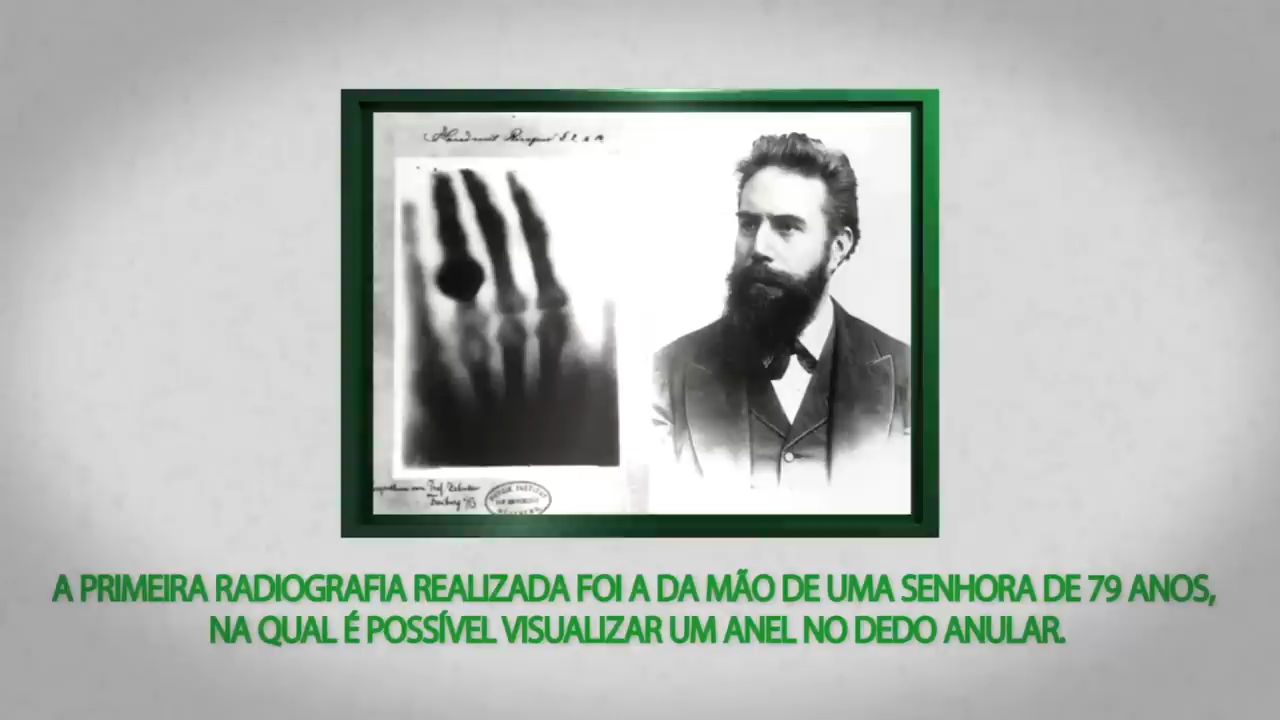 A PRIMEIRA RADIOGRAFIA REALIZADA FOI A DA MÃO DE UMA SENHORA DE 79 ANOS,
NA QUAL É POSSÍVEL VISUALIZAR UM ANEL NO DEDO ANULAR.